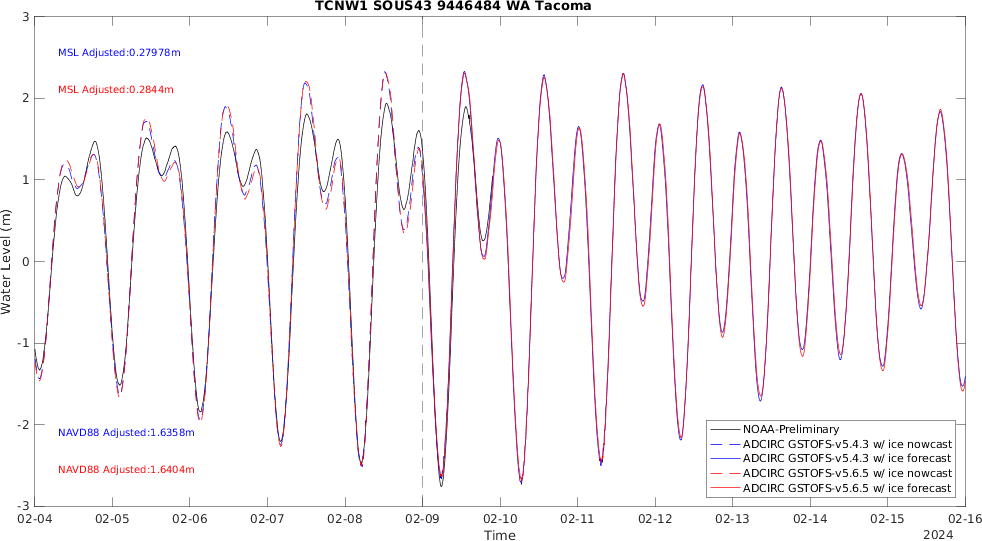 TCNW1 SOUS43 9446484 WA Tacoma
3
2
1
0
-1
-2
-3
Water Level (m)
MSL Adjusted:0.27978m
MSL Adjusted:0.2844m
NAVD88 Adjusted:1.6358m
NAVD88 Adjusted:1.6404m
NOAA-Preliminary
ADCIRC GSTOFS-v5.4.3 w/ ice nowcast
ADCIRC GSTOFS-v5.4.3 w/ ice forecast
ADCIRC GSTOFS-v5.6.5 w/ ice nowcast
ADCIRC GSTOFS-v5.6.5 w/ ice forecast
02-04 02-05 02-06 02-07 02-08 02-09 02-10 02-11 02-12 02-13 02-14 02-15 02-16
Time
2024